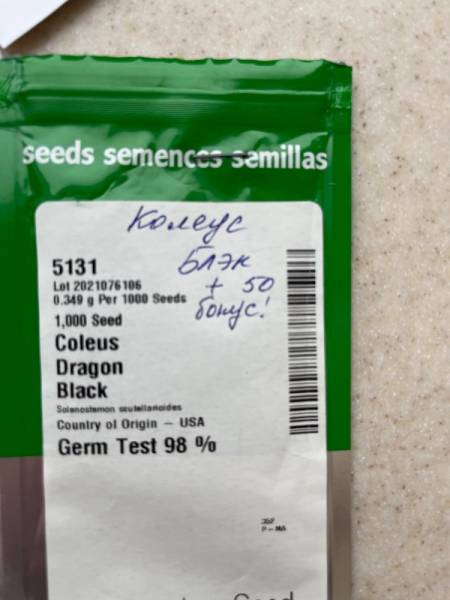 seeds semences semillas
Колеус
Блэк
+ 50
бонус!
5131
Lot 2021076106
0.349 g Per 1000 Seeds
1,000 Seed
Coleus
Dragon
Black
Solenostemon scutellarioides
Country of Origin – USA
Germ Test 98 %